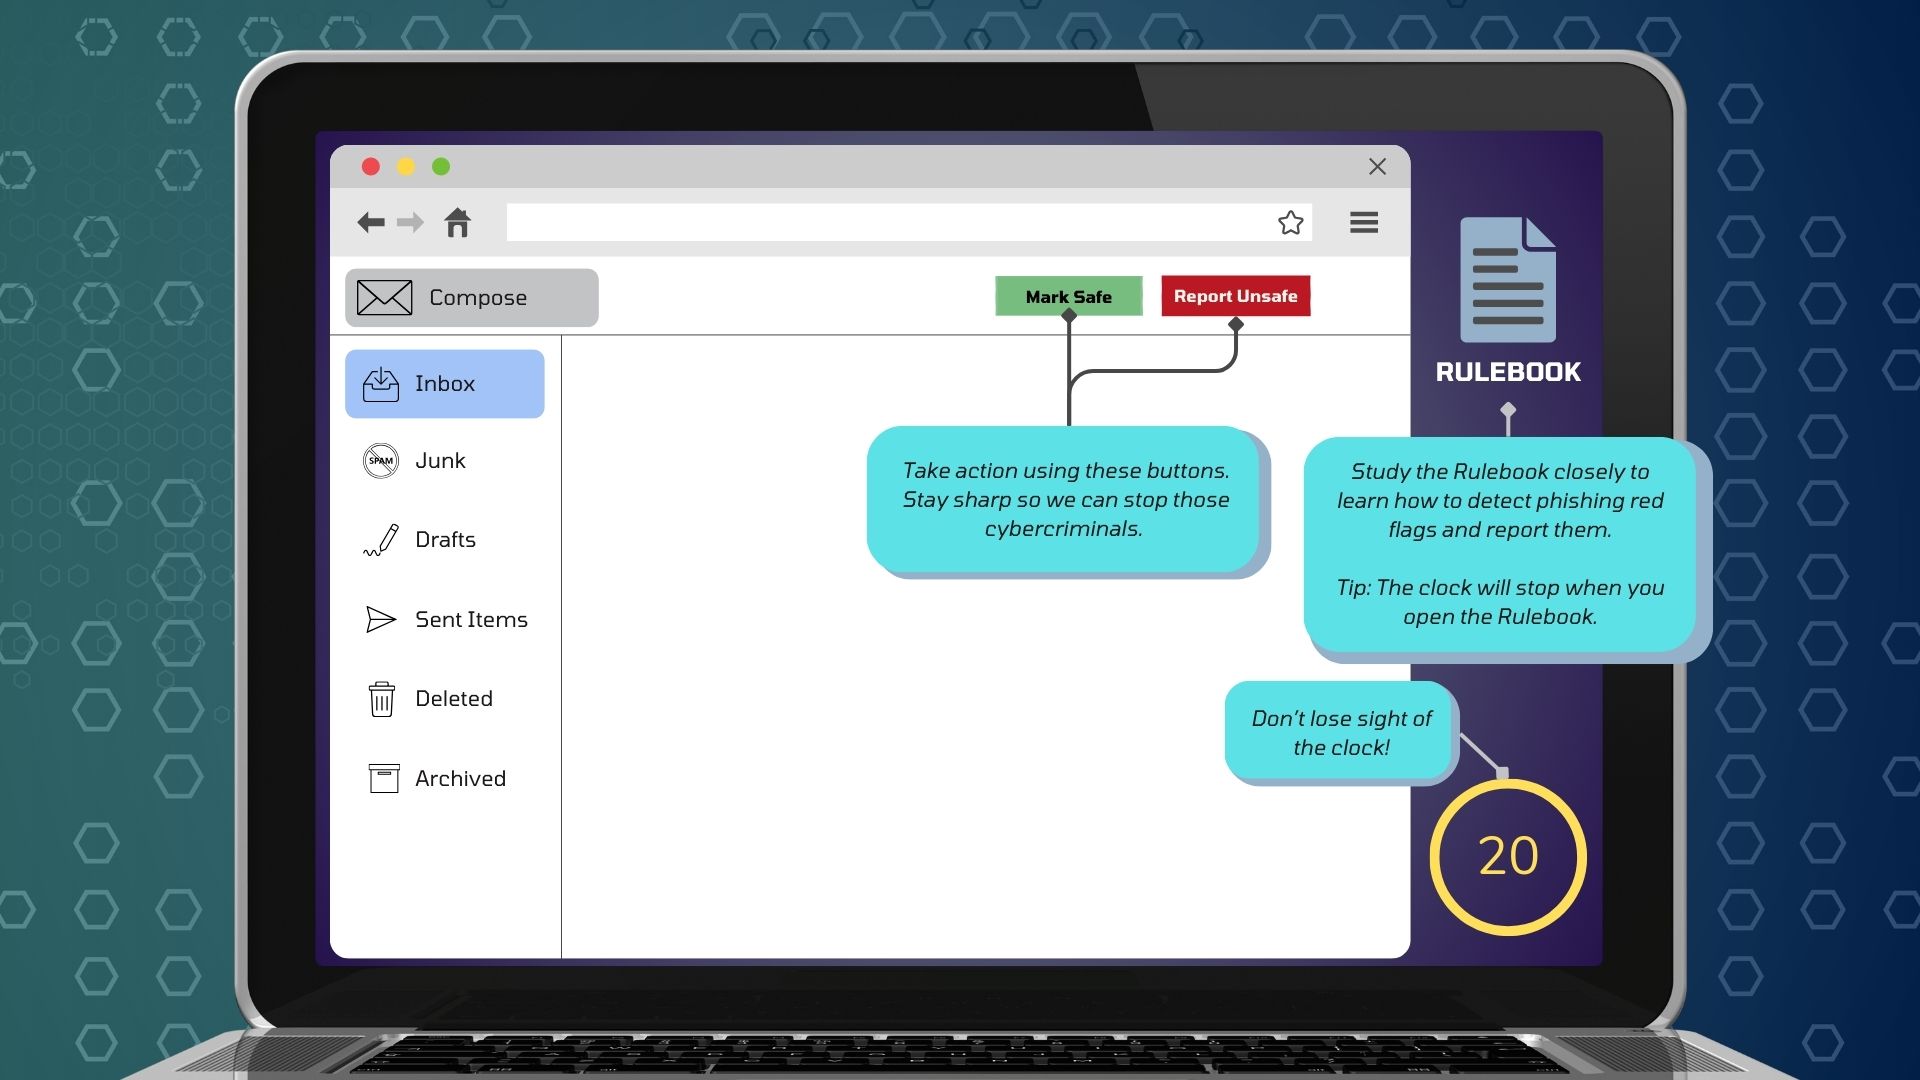 Compose
Mark Safe
Report Unsafe
Inbox
SPAM
Junk
Drafts
Sent Items
Deleted
Archived
RULEBOOK
Take action using these buttons.
Stay sharp so we can stop those
cybercriminals.
Study the Rulebook closely to
learn how to detect phishing red
flags and report them.
Tip: The clock will stop when you
open the Rulebook.
Don't lose sight of
the clock!
20